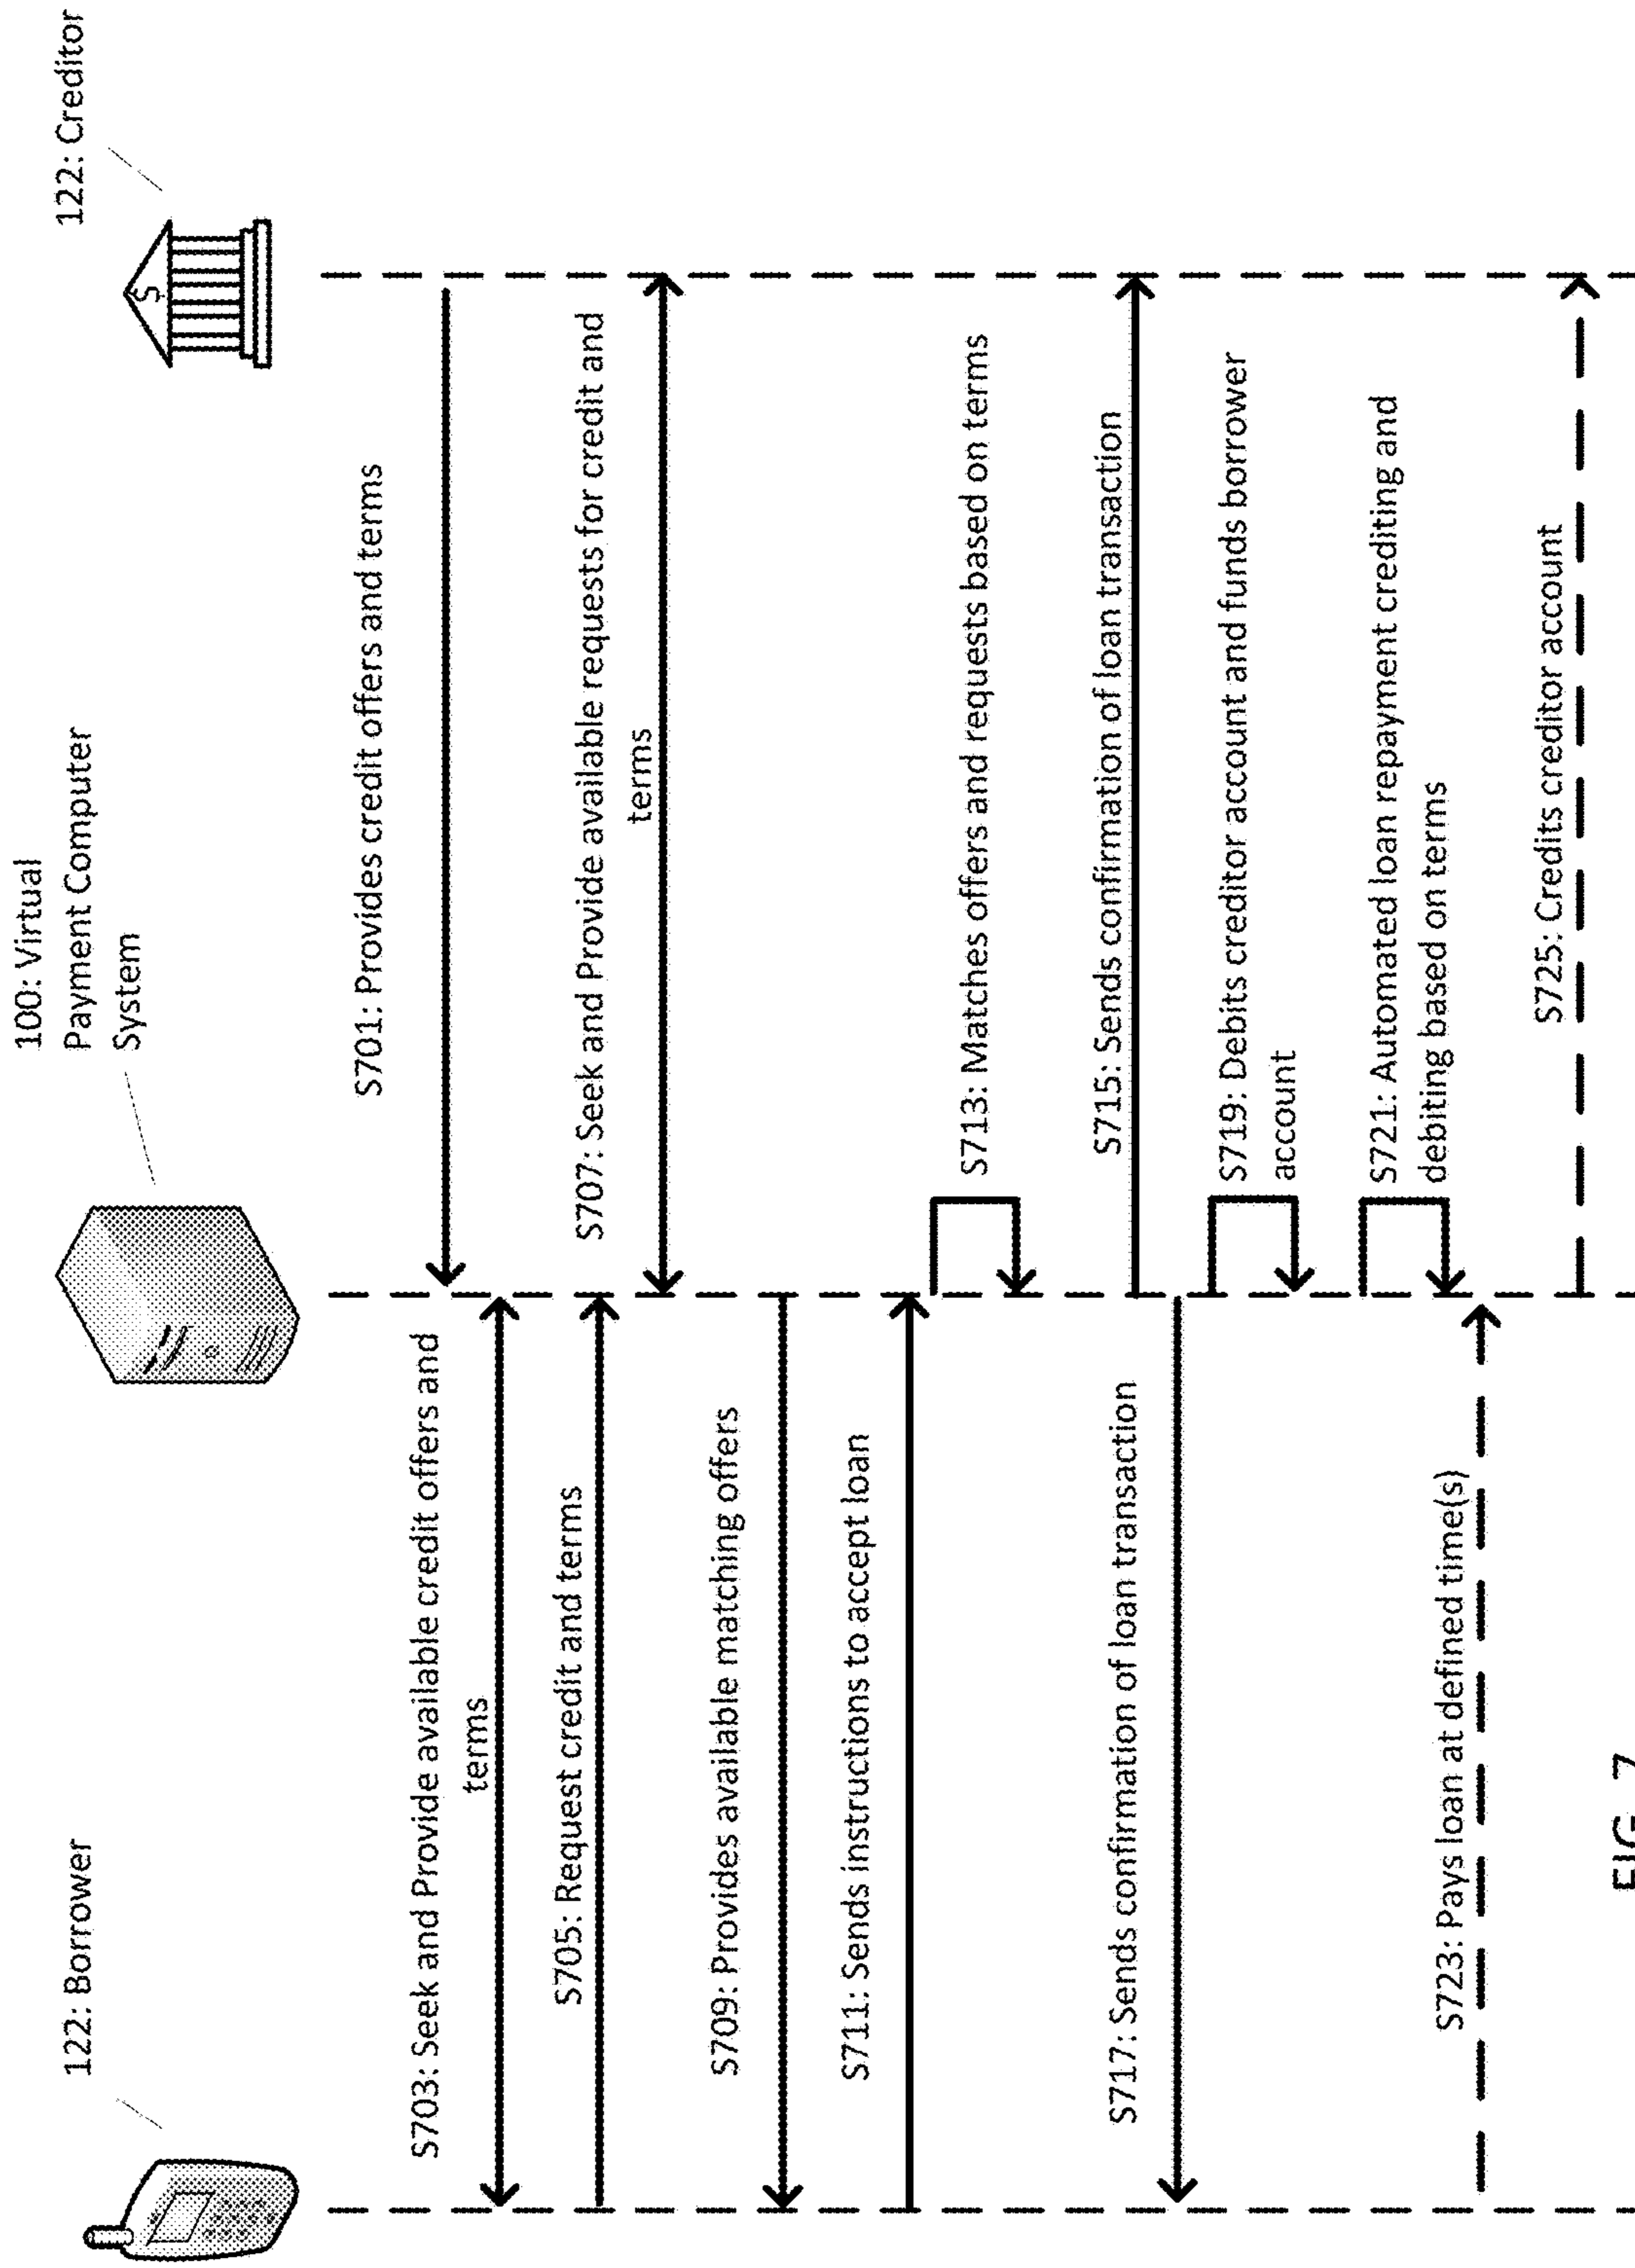 122: Borrower
100: Virtual
Payment Computer
System
122: Creditor
S701: Provides credit offers and terms
S703: Seek and Provide available credit offers and
terms
S705: Request credit and terms
S707: Seek and Provide available requests for credit and
terms
S709: Provides available matching offers
S711: Sends instructions to accept loan
S713: Matches offers and requests based on terms
S715: Sends confirmation of loan transaction
S717: Sends confirmation of loan transaction
S719: Debits creditor account and funds borrower
account
S721: Automated loan repayment crediting and
debiting based on terms
S723: Pays loan at defined time(s)
S725: Credits creditor account
FIG. 7
$